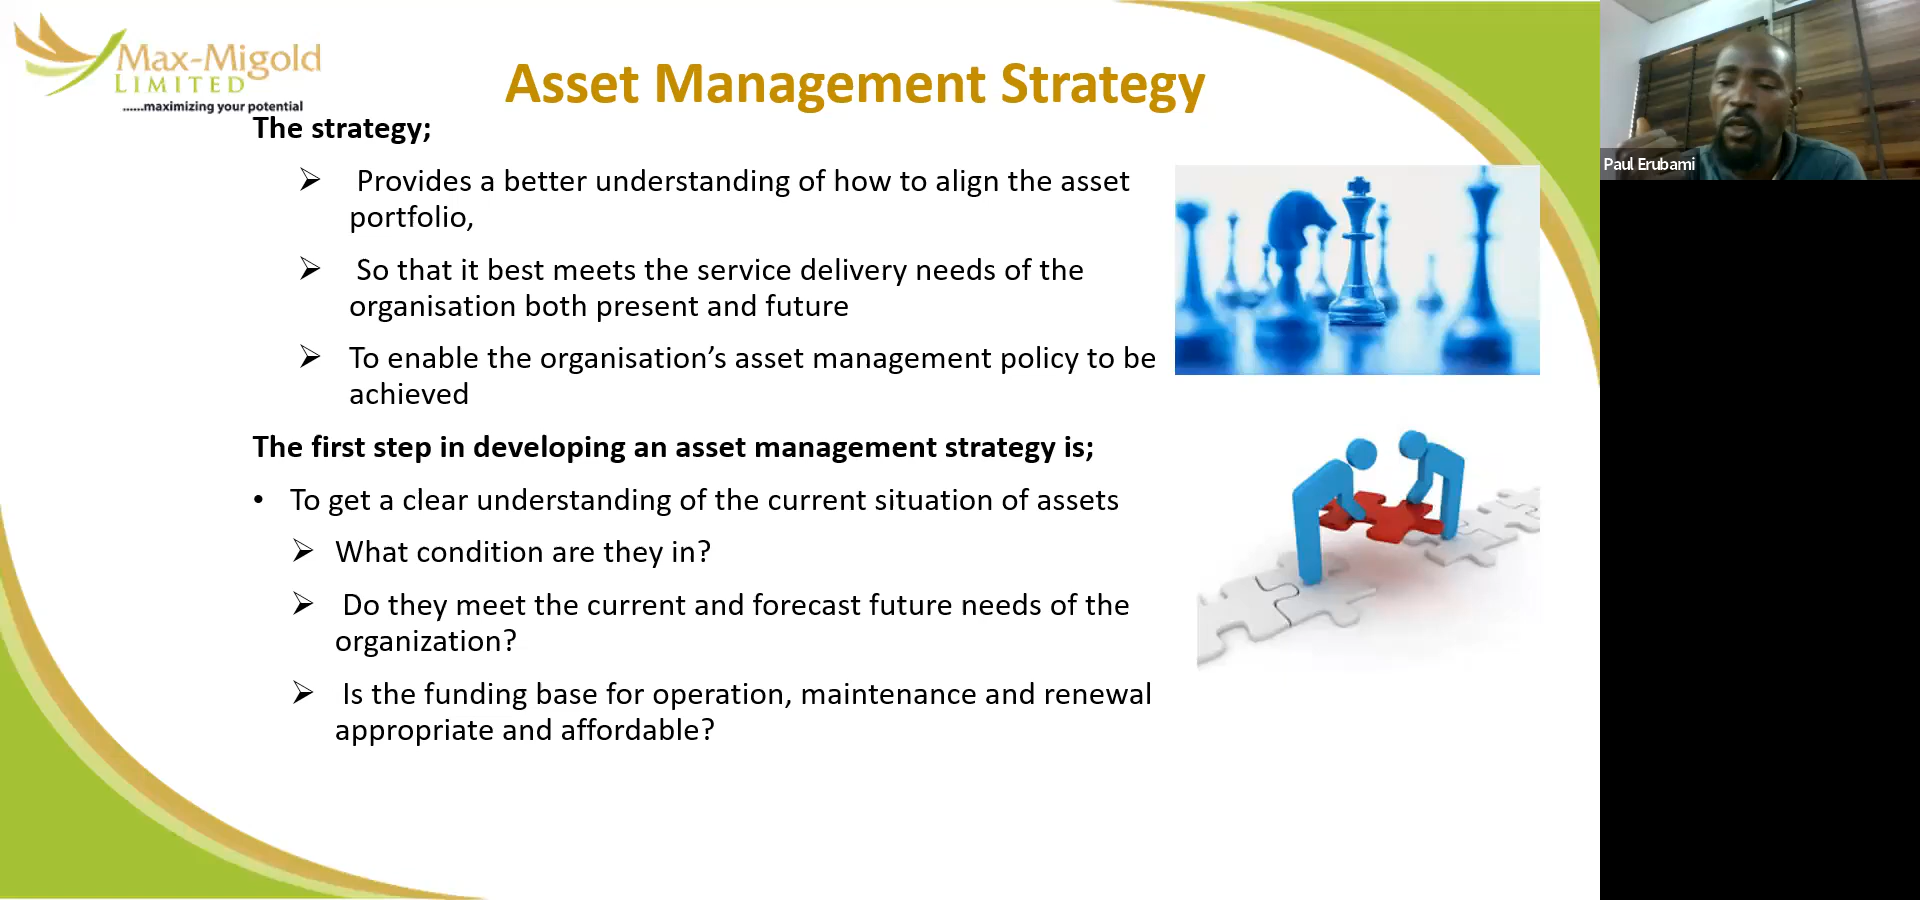 Max-Migold
LIMITED
......maximizing your potential
Asset Management Strategy
The strategy;
➢ Provides a better understanding of how to align the asset
portfolio,
➢ So that it best meets the service delivery needs of the
organisation both present and future
➢ To enable the organisation’s asset management policy to be
achieved
The first step in developing an asset management strategy is;
• To get a clear understanding of the current situation of assets
➢ What condition are they in?
➢ Do they meet the current and forecast future needs of the
organization?
➢ Is the funding base for operation, maintenance and renewal
appropriate and affordable?
Paul Erubami